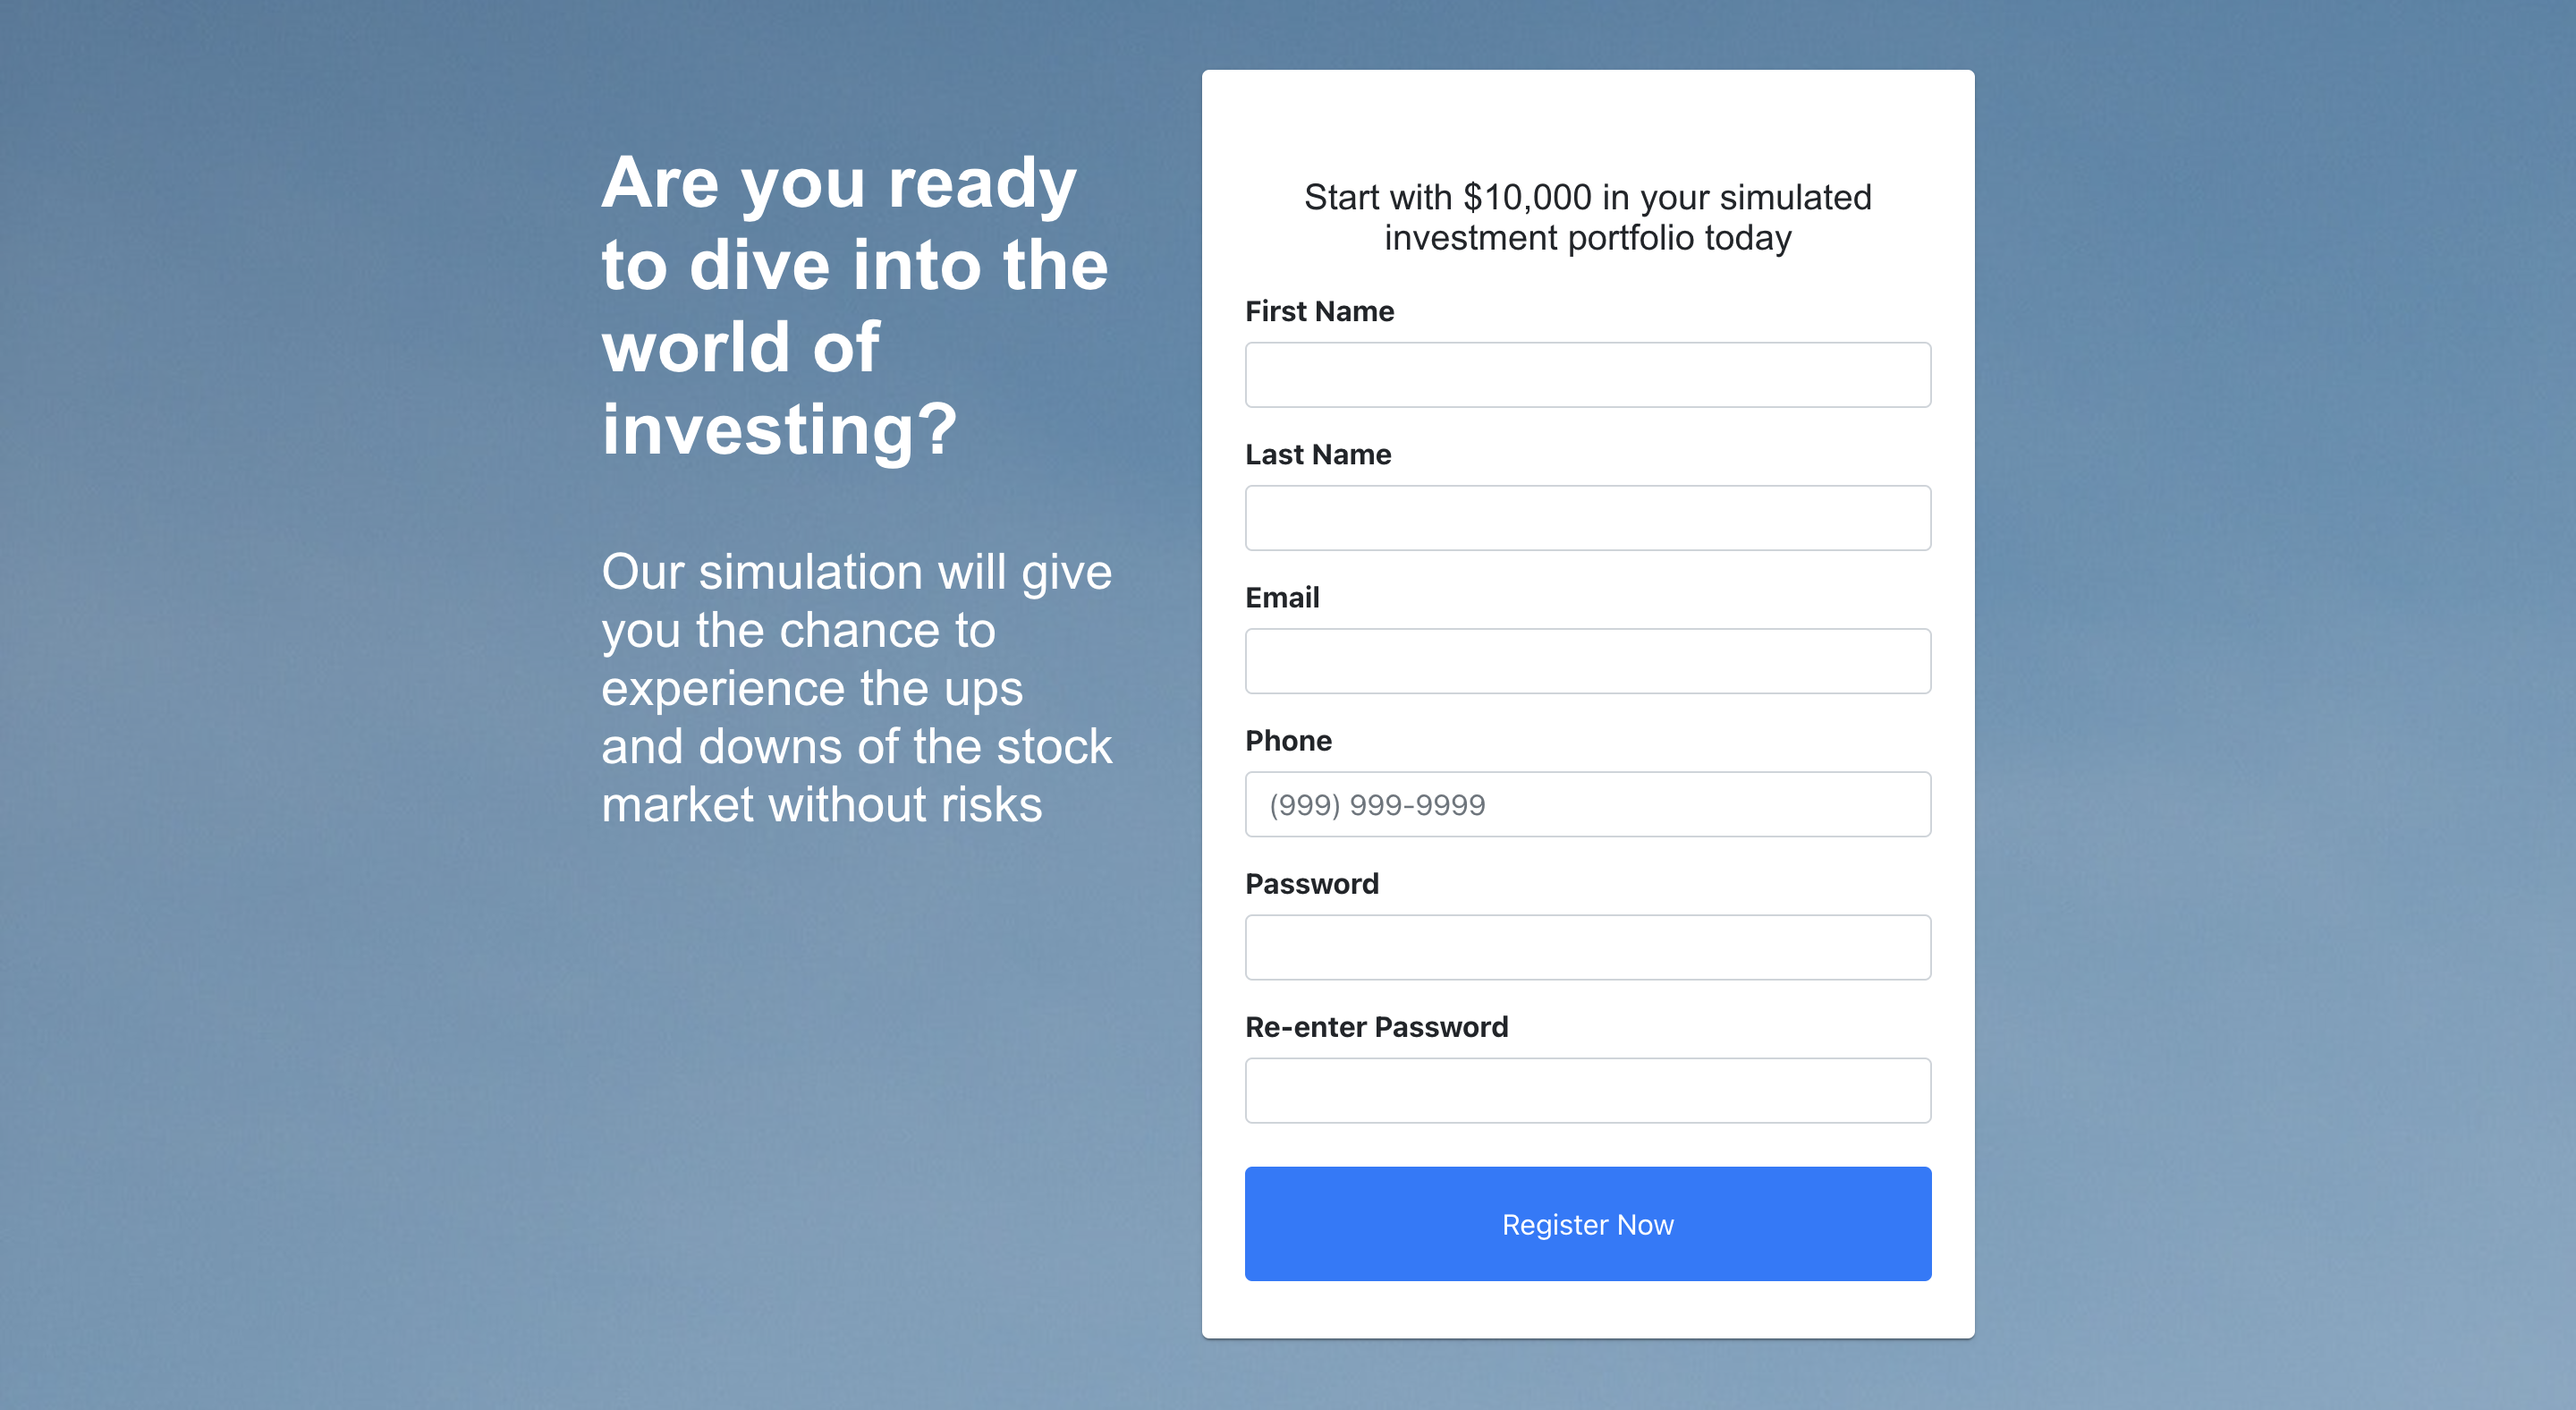 Are you ready
to dive into the
world of
investing?
Our simulation will give
you the chance to
experience the ups
and downs of the stock
market without risks
Start with $10,000 in your simulated
investment portfolio today
First Name
Last Name
Email
Phone
(999) 999-9999
Password
Re-enter Password
Register Now